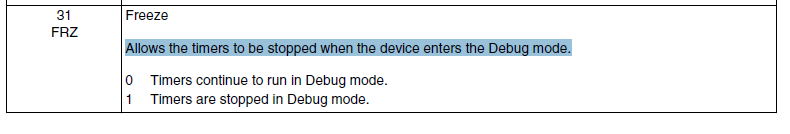 31
FRZ
Freeze
Allows the timers to be stopped when the device enters the Debug mode.
0 Timers continue to run in Debug mode.
1 Timers are stopped in Debug mode.